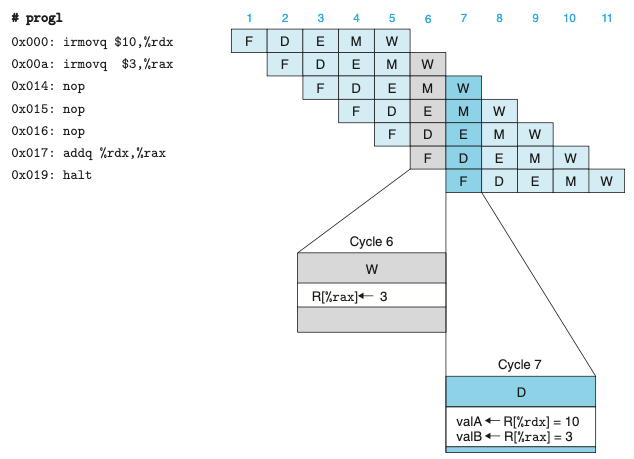 # progl 1 2 3 4 5 6 7 8 9 10 11
0x000: irmovq $10,%rdx F D E M W
0x00a: irmovq $3,%rax F D E M W
0x014: nop F D E M W
0x015: nop F D E M W
0x016: nop F D E M W
0x017: addq %rdx,%rax F D E M W
0x019: halt F D E M W
Cycle 6
W
R[%rax]← 3
Cycle 7
D
valA ← R[%rdx] = 10
valB ← R[%rax] = 3